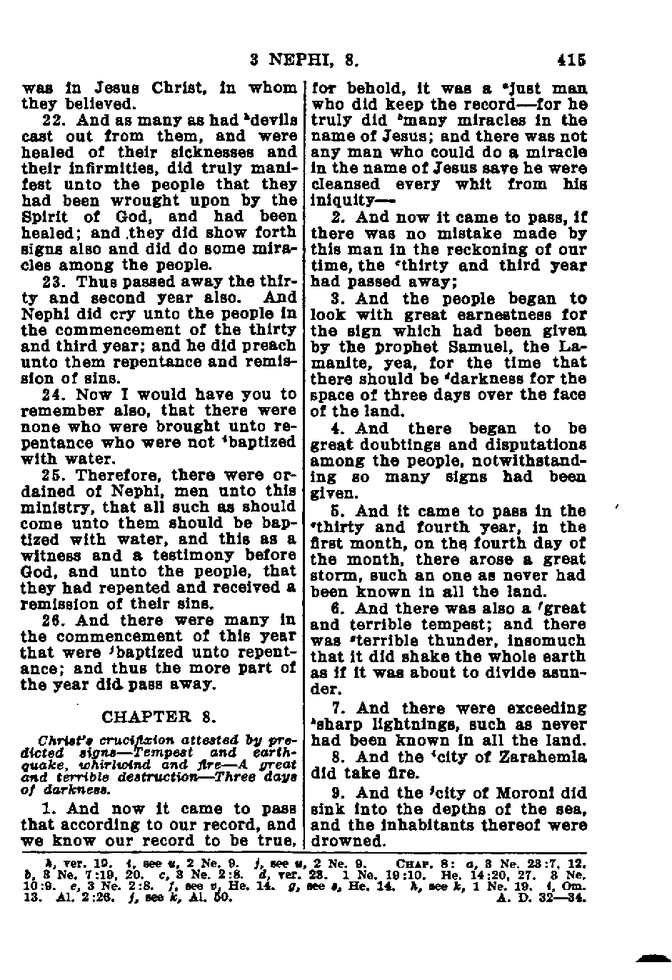 3 NEPHI, 8.
415
was in Jesus Christ, in whom
they believed.
22. And as many as had ʰdevils
cast out from them, and were
healed of their sicknesses and
their infirmities, did truly mani-
fest unto the people that they
had been wrought upon by the
Spirit of God, and had been
healed; and they did show forth
signs also and did do some mira-
cles among the people.
23. Thus passed away the thir-
ty and second year also. And
Nephi did cry unto the people in
the commencement of the thirty
and third year; and he did preach
unto them repentance and remis-
sion of sins.
24. Now I would have you to
remember also, that there were
none who were brought unto re-
pentance who were not ⁱbaptized
with water.
25. Therefore, there were or-
dained of Nephi, men unto this
ministry, that all such as should
come unto them should be bap-
tized with water, and this as a
witness and a testimony before
God, and unto the people, that
they had repented and received a
remission of their sins.
26. And there were many in
the commencement of this year
that were ʲbaptized unto repent-
ance; and thus the more part of
the year did pass away.
CHAPTER 8.
Christ's crucifixion attested by pre-
dicted signs—Tempest and earth-
quake, whirlwind and fire—A great
and terrible destruction—Three days
of darkness.
1. And now it came to pass
that according to our record, and
we know our record to be true,
for behold, it was a ᵃjust man
who did keep the record—for he
truly did ᵇmany miracles in the
name of Jesus; and there was not
any man who could do a miracle
in the name of Jesus save he were
cleansed every whit from his
iniquity—
2. And now it came to pass, if
there was no mistake made by
this man in the reckoning of our
time, the ᶜthirty and third year
had passed away;
3. And the people began to
look with great earnestness for
the sign which had been given
by the prophet Samuel, the La-
manite, yea, for the time that
there should be ᵈdarkness for the
space of three days over the face
of the land.
4. And there began to be
great doubtings and disputations
among the people, notwithstand-
ing so many signs had been
given.
5. And it came to pass in the
ᵉthirty and fourth year, in the
first month, on the fourth day of
the month, there arose a great
storm, such an one as never had
been known in all the land.
6. And there was also a ᶠgreat
and terrible tempest; and there
was ᵍterrible thunder, insomuch
that it did shake the whole earth
as if it was about to divide asun-
der.
7. And there were exceeding
ʰsharp lightnings, such as never
had been known in all the land.
8. And the ⁱcity of Zarahemla
did take fire.
9. And the ʲcity of Moroni did
sink into the depths of the sea,
and the inhabitants thereof were
drowned.
h, ver. 19. i, see u, 2 Ne. 9. j, see u, 2 Ne. 9. CHAP. 8: a, 3 Ne. 23:7, 12.
b, 3 Ne. 7:19, 20. c, 3 Ne. 2:8. d, ver. 23. 1 Ne. 19:10. He. 14:20, 27. 3 Ne.
10:9. e, 3 Ne. 2:8. f, see v, He. 14. g, see s, He. 14. h, see k, 1 Ne. 19. i, Om.
13. Al. 2:26. j, see k, Al. 50. A. D. 32—34.